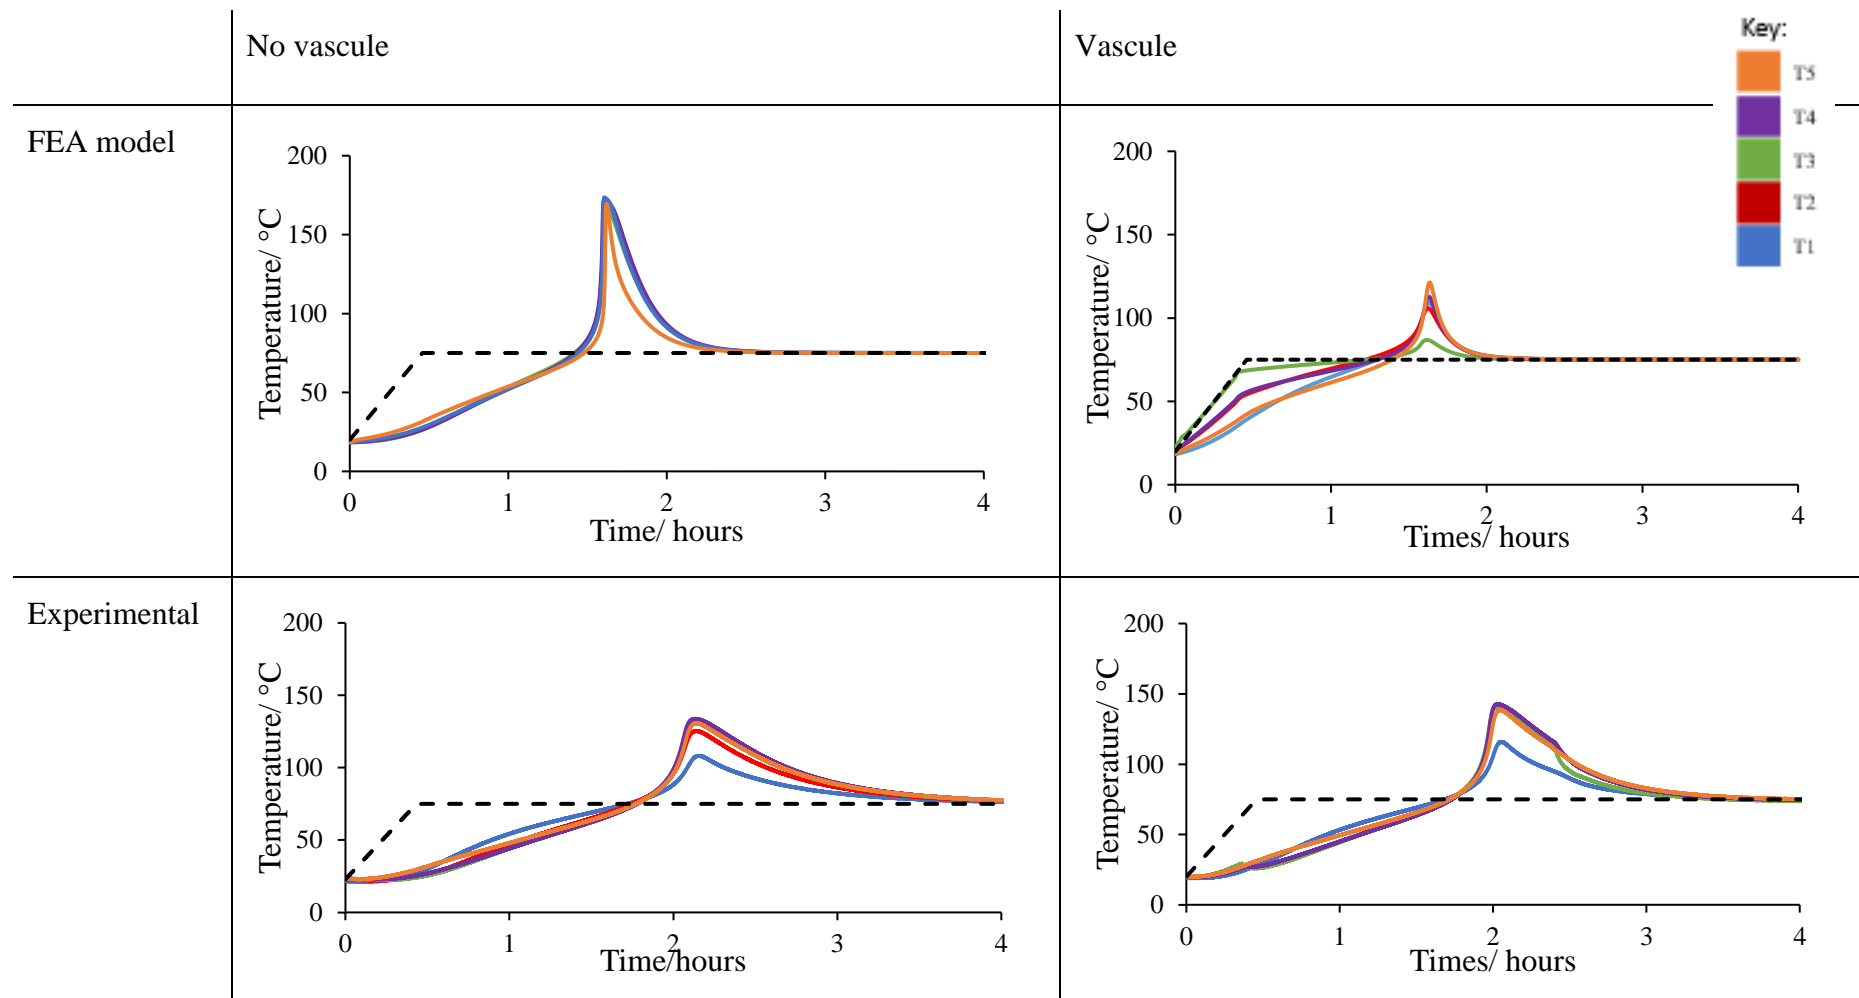 No vascule
Vascule
Key:
T5
T4
T3
T2
T1
FEA model
200
150
100
50
0
Temperature/ °C
0 1 2 3 4
Time/ hours
200
150
100
50
0
Temperature/ °C
0 1 2 3 4
Times/ hours
Experimental
200
150
100
50
0
Temperature/ °C
0 1 2 3 4
Time/hours
200
150
100
50
0
Temperature/ °C
0 1 2 3 4
Times/ hours